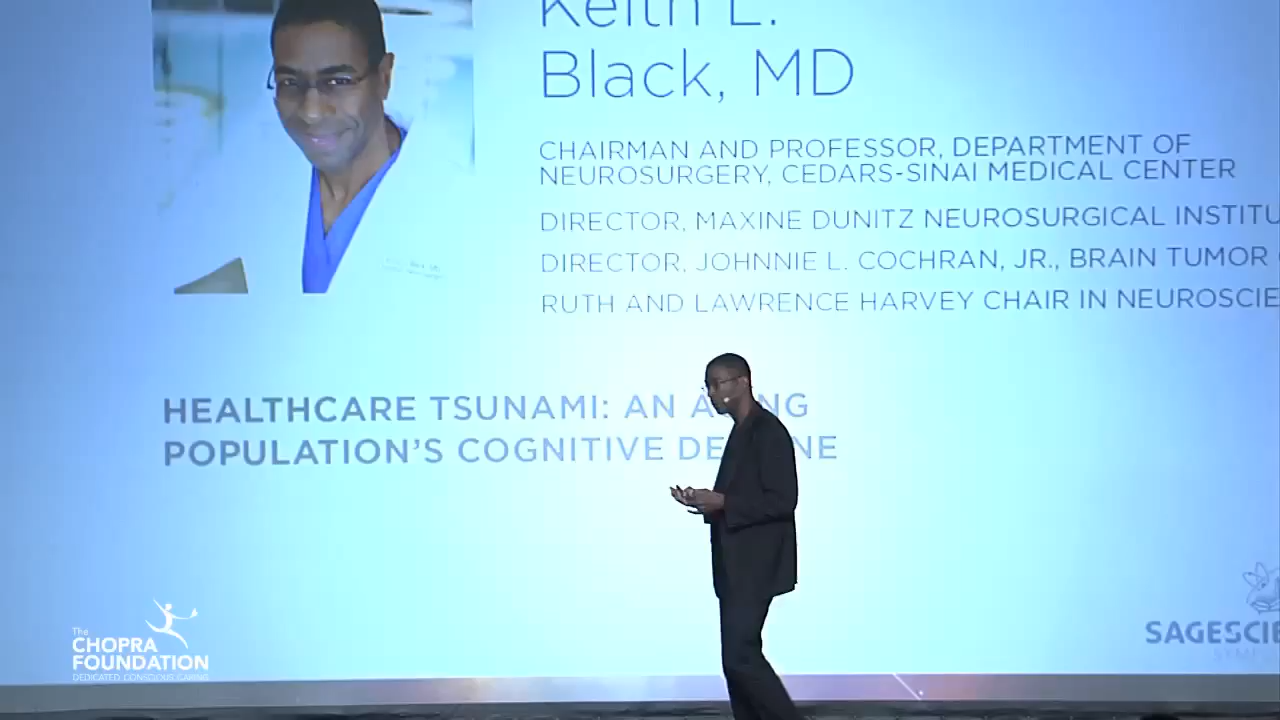 Keith L.
Black, MD
CHAIRMAN AND PROFESSOR, DEPARTMENT OF
NEUROSURGERY, CEDARS-SINAI MEDICAL CENTER
DIRECTOR, MAXINE DUNITZ NEUROSURGICAL INSTITU
DIRECTOR, JOHNNIE L. COCHRAN, JR., BRAIN TUMOR
RUTH AND LAWRENCE HARVEY CHAIR IN NEUROSCIE
HEALTHCARE TSUNAMI: AN A NG
POPULATION'S COGNITIVE DE NE
The
CHOPRA
FOUNDATION
DEDICATED. CONSCIOUS. CARING.
SAGESCIE